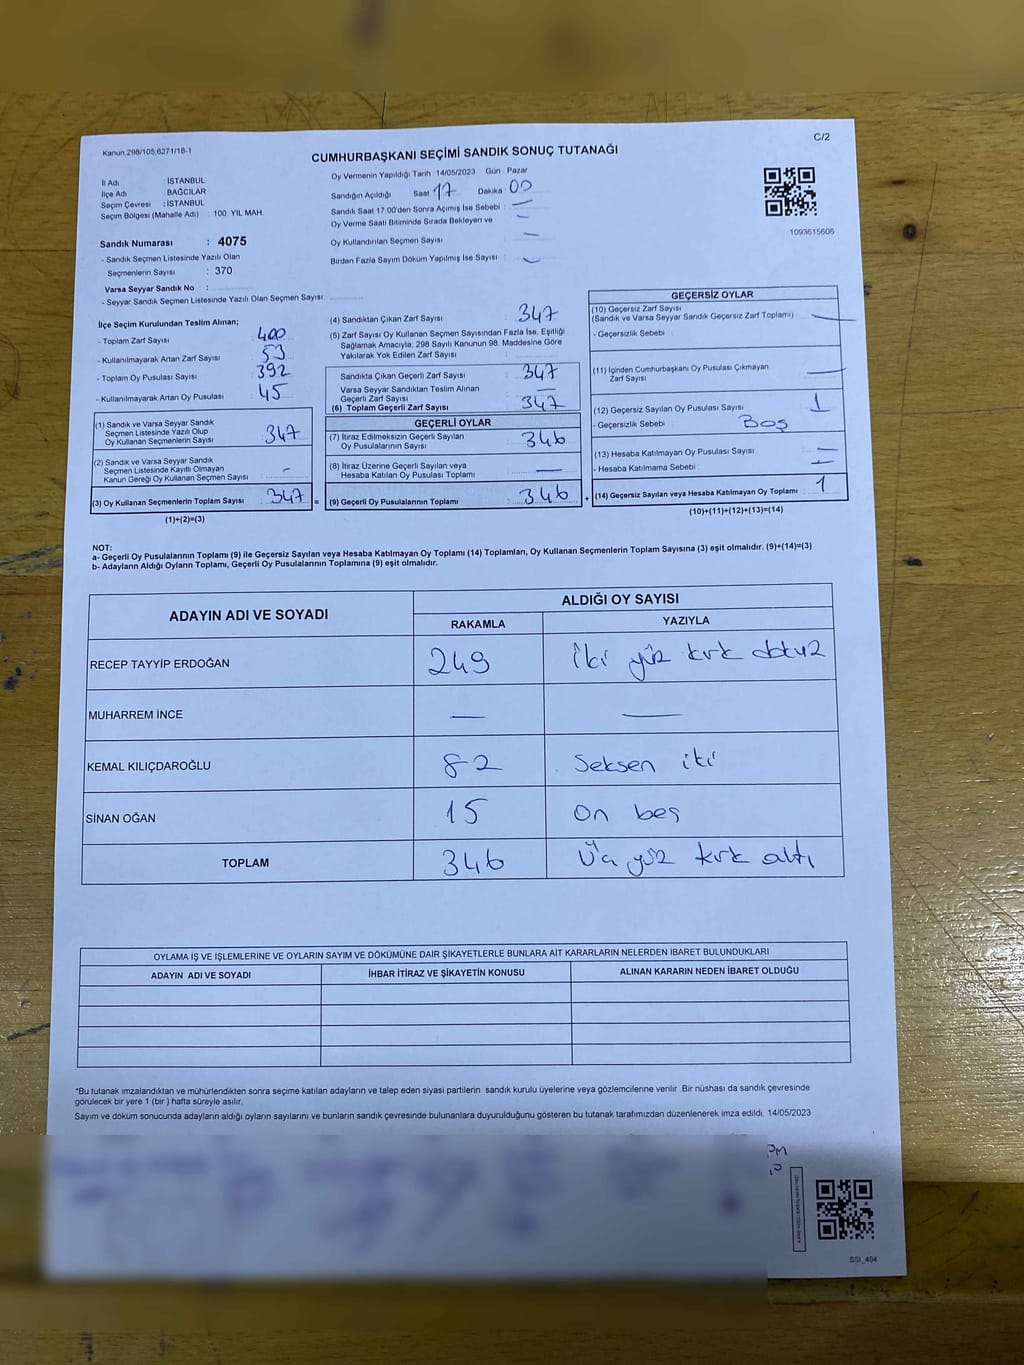 C/2
Kanun,298/105,6271/18-1
CUMHURBAŞKANI SEÇİMİ SANDIK SONUÇ TUTANAĞI
İl Adı : İSTANBUL
İlçe Adı : BAĞCILAR
Seçim Çevresi : İSTANBUL
Seçim Bölgesi (Mahalle Adı) : 100. YIL MAH.
Oy Vermenin Yapıldığı Tarih : 14/05/2023 Gün : Pazar
Sandığın Açıldığı Saat 17 Dakika 00
Sandık Saat 17:00'den Sonra Açımış İse Sebebi : —
Oy Verme Saati Bitiminde Sırada Bekleyen ve
Oy Kullandırılan Seçmen Sayısı : —
Birden Fazla Sayım Döküm Yapılmış İse Sayısı : —
1093615606
Sandık Numarası : 4075
- Sandık Seçmen Listesinde Yazılı Olan
Seçmenlerin Sayısı : 370
Varsa Seyyar Sandık No :
- Seyyar Sandık Seçmen Listesinde Yazılı Olan Seçmen Sayısı:
İlçe Seçim Kurulundan Teslim Alınan;
- Toplam Zarf Sayısı : 400
- Kullanılmayarak Artan Zarf Sayısı : 53
- Toplam Oy Pusulası Sayısı : 392
- Kullanılmayarak Artan Oy Pusulası : 45
(1) Sandık ve Varsa Seyyar Sandık
Seçmen Listesinde Yazılı Olup
Oy Kullanan Seçmenlerin Sayısı : 347
(2) Sandık ve Varsa Seyyar Sandık
Seçmen Listesinde Kayıtlı Olmayan
Kanun Gereği Oy Kullanan Seçmen Sayısı : -
(3) Oy Kullanan Seçmenlerin Toplam Sayısı : 347 =
(1)+(2)=(3)
(4) Sandıktan Çıkan Zarf Sayısı : 347
(5) Zarf Sayısı Oy Kullanan Seçmen Sayısından Fazla İse, Eşitliği
Sağlamak Amacıyla, 298 Sayılı Kanunun 98. Maddesine Göre
Yakılarak Yok Edilen Zarf Sayısı :
Sandıkta Çıkan Geçerli Zarf Sayısı : 347
Varsa Seyyar Sandıktan Teslim Alınan
Geçerli Zarf Sayısı : —
(6) Toplam Geçerli Zarf Sayısı : 347
GEÇERLİ OYLAR
(7) İtiraz Edilmeksizin Geçerli Sayılan
Oy Pusulalarının Sayısı : 346
(8) İtiraz Üzerine Geçerli Sayılan veya
Hesaba Katılan Oy Pusulası Toplamı : —
(9) Geçerli Oy Pusulalarının Toplamı : 346 +
GEÇERSİZ OYLAR
(10) Geçersiz Zarf Sayısı
(Sandık ve Varsa Seyyar Sandık Geçersiz Zarf Toplamı) : —
- Geçersizlik Sebebi :
(11) İçinden Cumhurbaşkanı Oy Pusulası Çıkmayan
Zarf Sayısı : —
(12) Geçersiz Sayılan Oy Pusulası Sayısı : 1
- Geçersizlik Sebebi : Boş
(13) Hesaba Katılmayan Oy Pusulası Sayısı : —
- Hesaba Katılmama Sebebi : —
(14) Geçersiz Sayılan veya Hesaba Katılmayan Oy Toplamı : 1
(10)+(11)+(12)+(13)=(14)
NOT:
a- Geçerli Oy Pusulalarının Toplamı (9) ile Geçersiz Sayılan veya Hesaba Katılmayan Oy Toplamı (14) Toplamları, Oy Kullanan Seçmenlerin Toplam Sayısına (3) eşit olmalıdır. (9)+(14)=(3)
b- Adayların Aldığı Oyların Toplamı, Geçerli Oy Pusulalarının Toplamına (9) eşit olmalıdır.
ADAYIN ADI VE SOYADI
ALDIĞI OY SAYISI
RAKAMLA YAZIYLA
RECEP TAYYİP ERDOĞAN 249 iki yüz kırk dokuz
MUHARREM İNCE — —
KEMAL KILIÇDAROĞLU 82 Seksen iki
SİNAN OĞAN 15 On beş
TOPLAM 346 Üç yüz kırk altı
OYLAMA İŞ VE İŞLEMLERİNE VE OYLARIN SAYIM VE DÖKÜMÜNE DAİR ŞİKAYETLERLE BUNLARA AİT KARARLARIN NELERDEN İBARET BULUNDUKLARI
ADAYIN ADI VE SOYADI İHBAR İTİRAZ VE ŞİKAYETİN KONUSU ALINAN KARARIN NEDEN İBARET OLDUĞU
*Bu tutanak imzalandıktan ve mühürlendikten sonra seçime katılan adayların ve talep eden siyasi partilerin sandık kurulu üyelerine veya gözlemcilerine verilir. Bir nüshası da sandık çevresinde
görülecek bir yere 1 (bir ) hafta süreyle asılır.
Sayım ve döküm sonucunda adayların aldığı oyların sayılarını ve bunların sandık çevresinde bulunanlara duyurulduğunu gösteren bu tutanak tarafımızdan düzenlenerek imza edildi. 14/05/2023
SSI_404